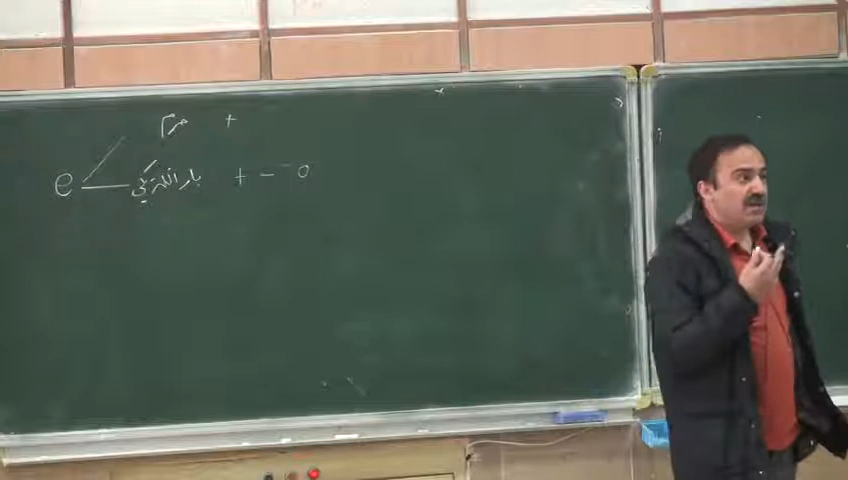 جرم +
e بار الکتریکی + - 0